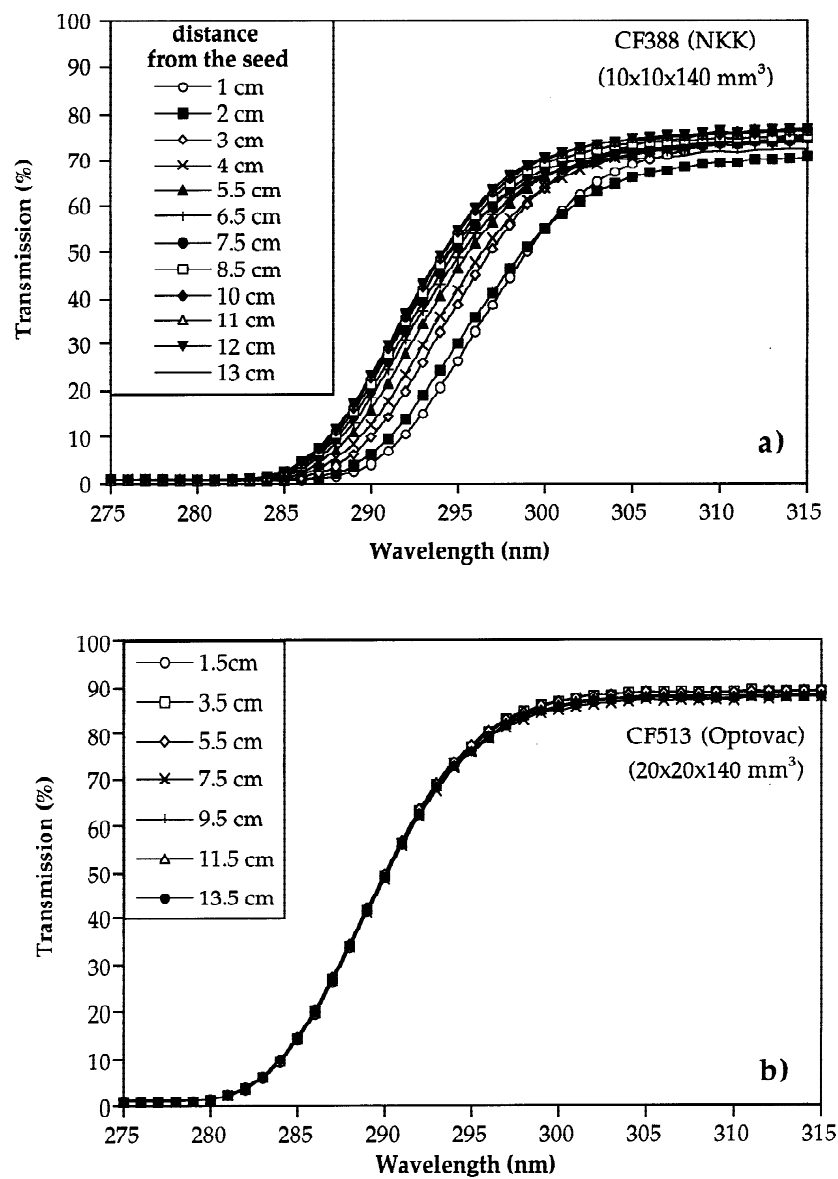 distance
from the seed
1 cm
2 cm
3 cm
4 cm
5.5 cm
6.5 cm
7.5 cm
8.5 cm
10 cm
11 cm
12 cm
13 cm
CF388 (NKK)
(10x10x140 mm³)
a)
Transmission (%)
100
90
80
70
60
50
40
30
20
10
0
275 280 285 290 295 300 305 310 315
Wavelength (nm)
1.5cm
3.5 cm
5.5 cm
7.5 cm
9.5 cm
11.5 cm
13.5 cm
CF513 (Optovac)
(20x20x140 mm³)
b)
Transmission (%)
100
90
80
70
60
50
40
30
20
10
0
275 280 285 290 295 300 305 310 315
Wavelength (nm)